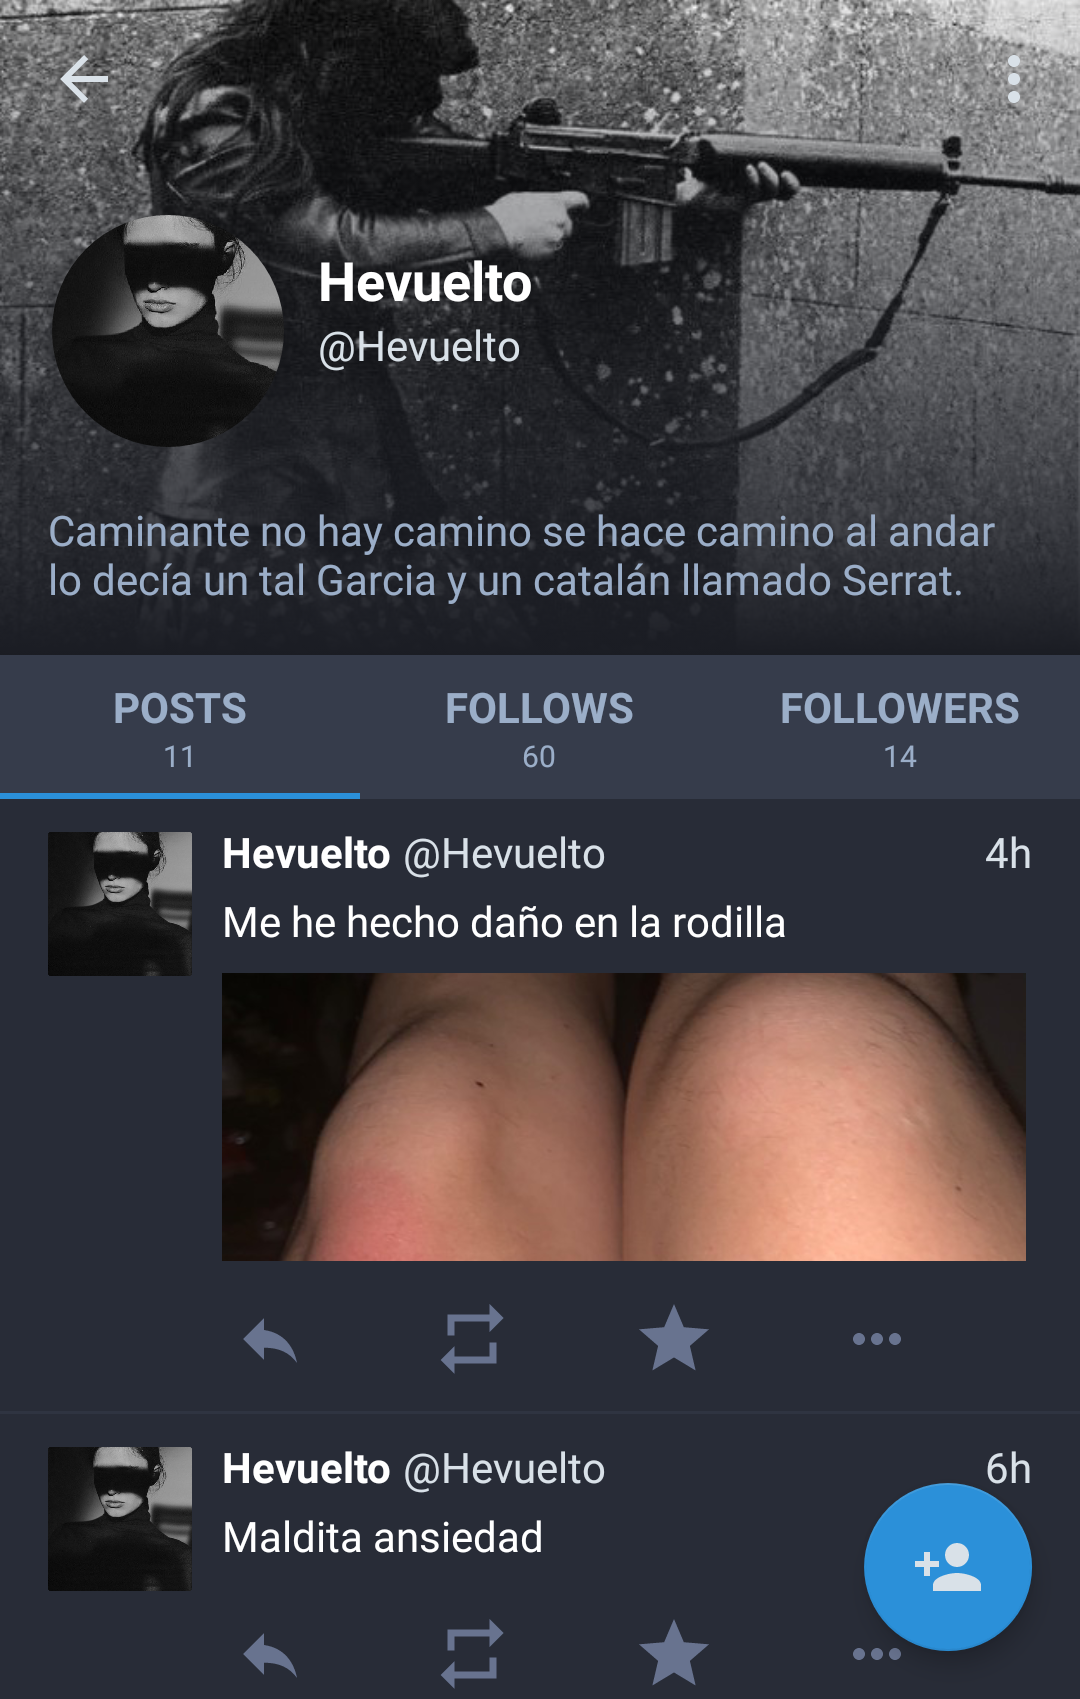 Hevuelto
@Hevuelto
Caminante no hay camino se hace camino al andar
lo decía un tal Garcia y un catalán llamado Serrat.
POSTS
11
FOLLOWS
60
FOLLOWERS
14
Hevuelto @Hevuelto 4h
Me he hecho daño en la rodilla
Hevuelto @Hevuelto 6h
Maldita ansiedad